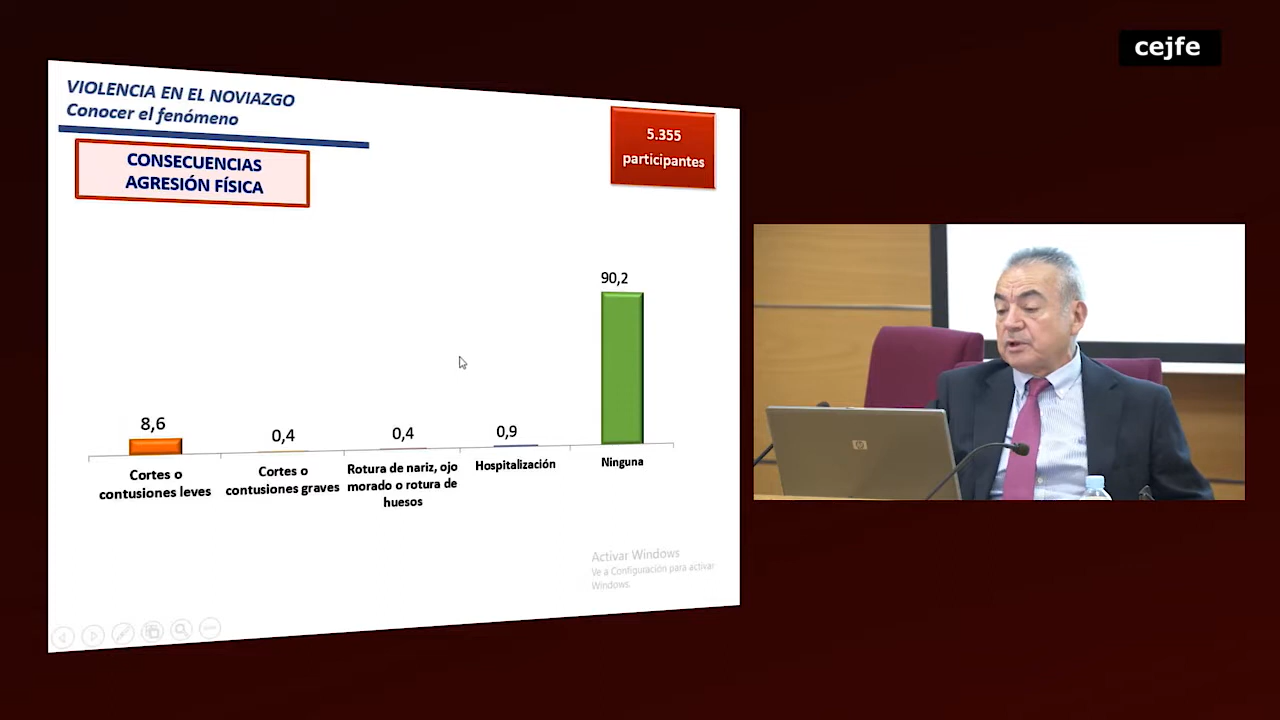 cejfe
VIOLENCIA EN EL NOVIAZGO
Conocer el fenómeno
5.355
participantes
CONSECUENCIAS
AGRESIÓN FÍSICA
90,2
8,6
0,4
0,4
0,9
Cortes o
contusiones leves
Cortes o
contusiones graves
Rotura de nariz, ojo
morado o rotura de
huesos
Hospitalización
Ninguna
Activar Windows
Ve a Configuración para activar
Windows.
hp